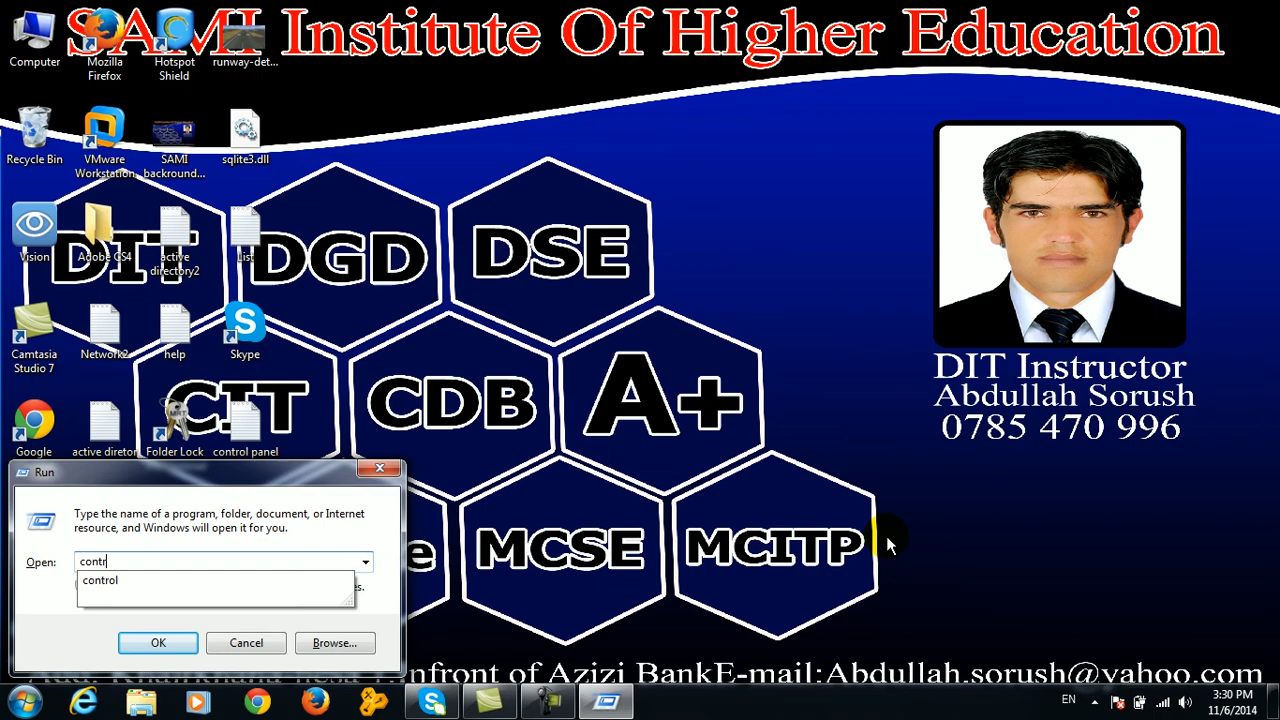 SAMI Institute Of Higher Education
Computer
Mozilla Firefox
Hotspot Shield
runway-det...
Recycle Bin
VMware Workstation
SAMI backround...
sqlite3.dll
Vision
Adobe CS4
active directory2
List
Camtasia Studio 7
Network2
help
Skype
Google
active diretor
Folder Lock
control panel
DIT
DGD
DSE
CIT
CDB
A+
e
MCSE
MCITP
DIT Instructor
Abdullah Sorush
0785 470 996
Run
Type the name of a program, folder, document, or Internet
resource, and Windows will open it for you.
Open:
contr
control
es.
OK
Cancel
Browse...
nfront of Azizi BankE-mail:Abdullah.sorush@yahoo.com
EN
3:30 PM
11/6/2014